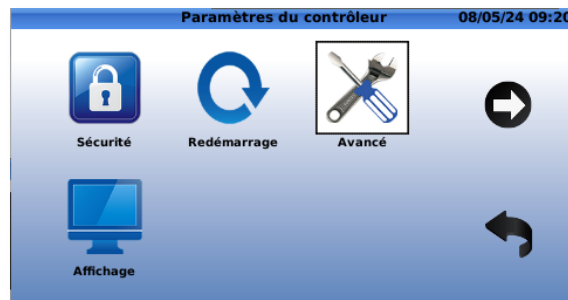 Paramètres du contrôleur 08/05/24 09:20
Sécurité Redémarrage Avancé
Affichage